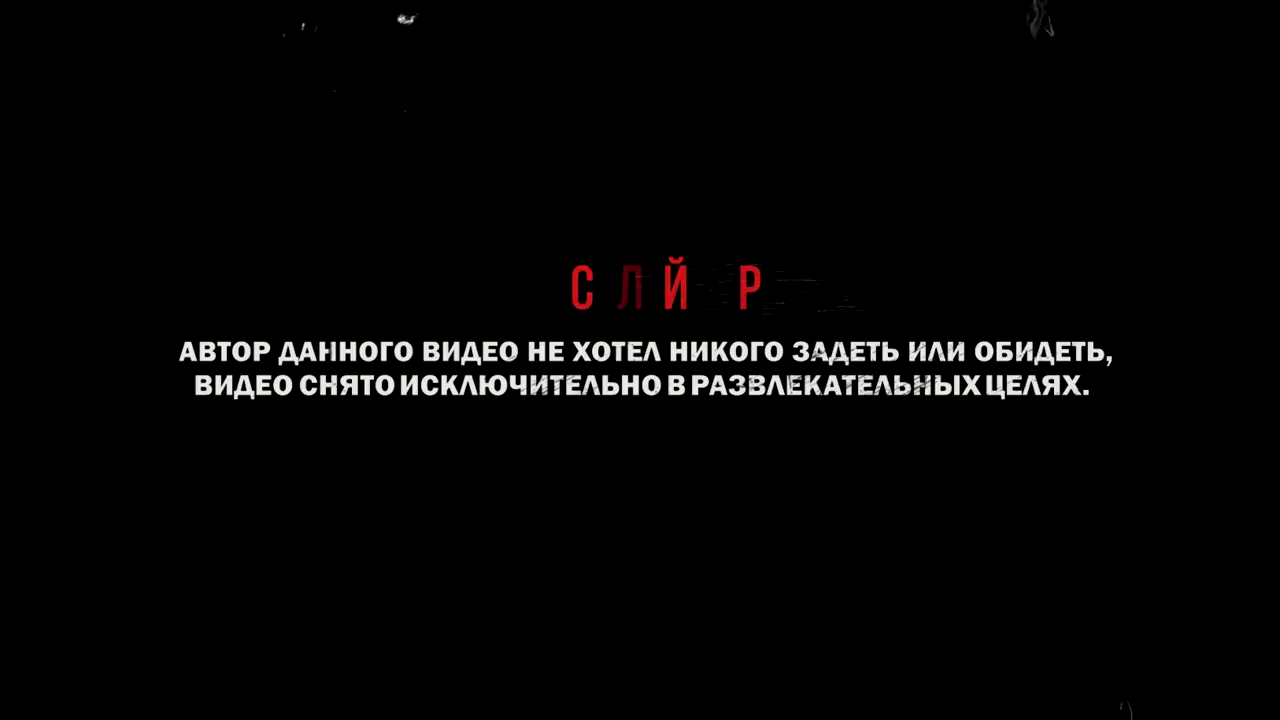 С Л Й Р
АВТОР ДАННОГО ВИДЕО НЕ ХОТЕЛ НИКОГО ЗАДЕТЬ ИЛИ ОБИДЕТЬ,
ВИДЕО СНЯТО ИСКЛЮЧИТЕЛЬНО В РАЗВЛЕКАТЕЛЬНЫХ ЦЕЛЯХ.